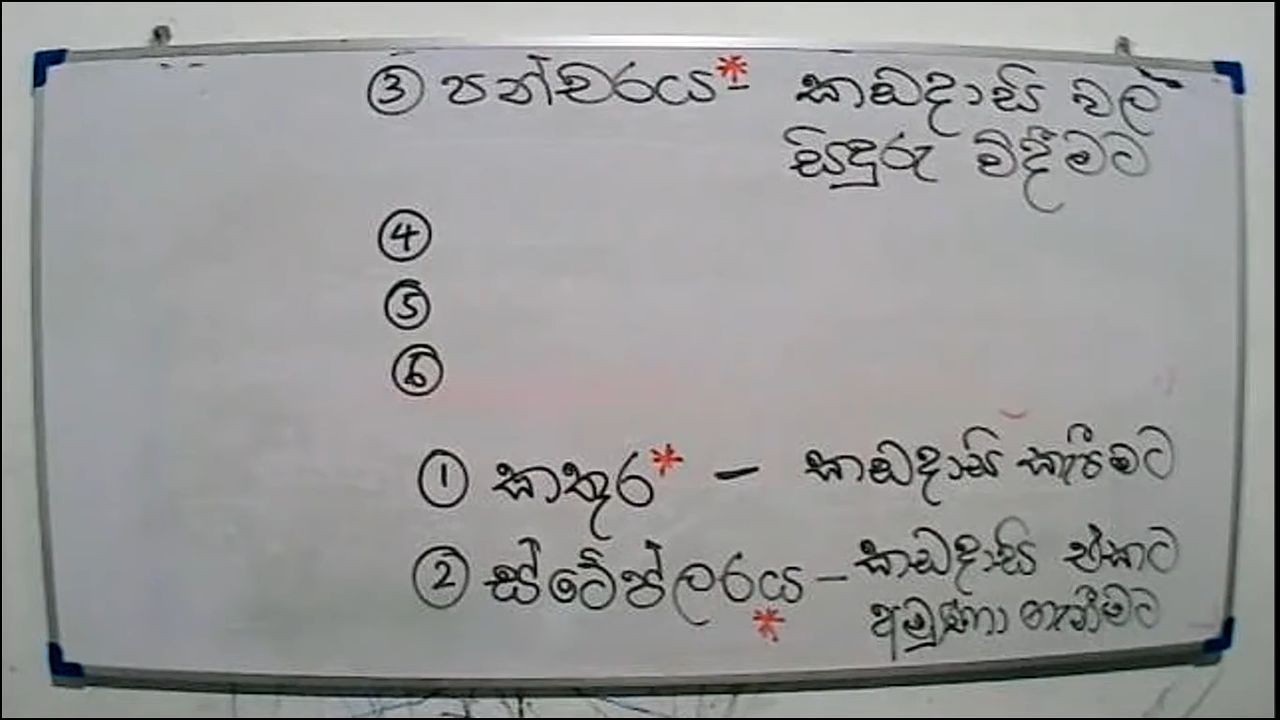 ③ පන්චරය* - කඩදාසි වල
සිදුරු විදීමට
④
⑤
⑥
① කතුර* - කඩදාසි කැපීමට
② ස්ටේප්ලරය* - කඩදාසි එකට
අමුණා ගැනීමට